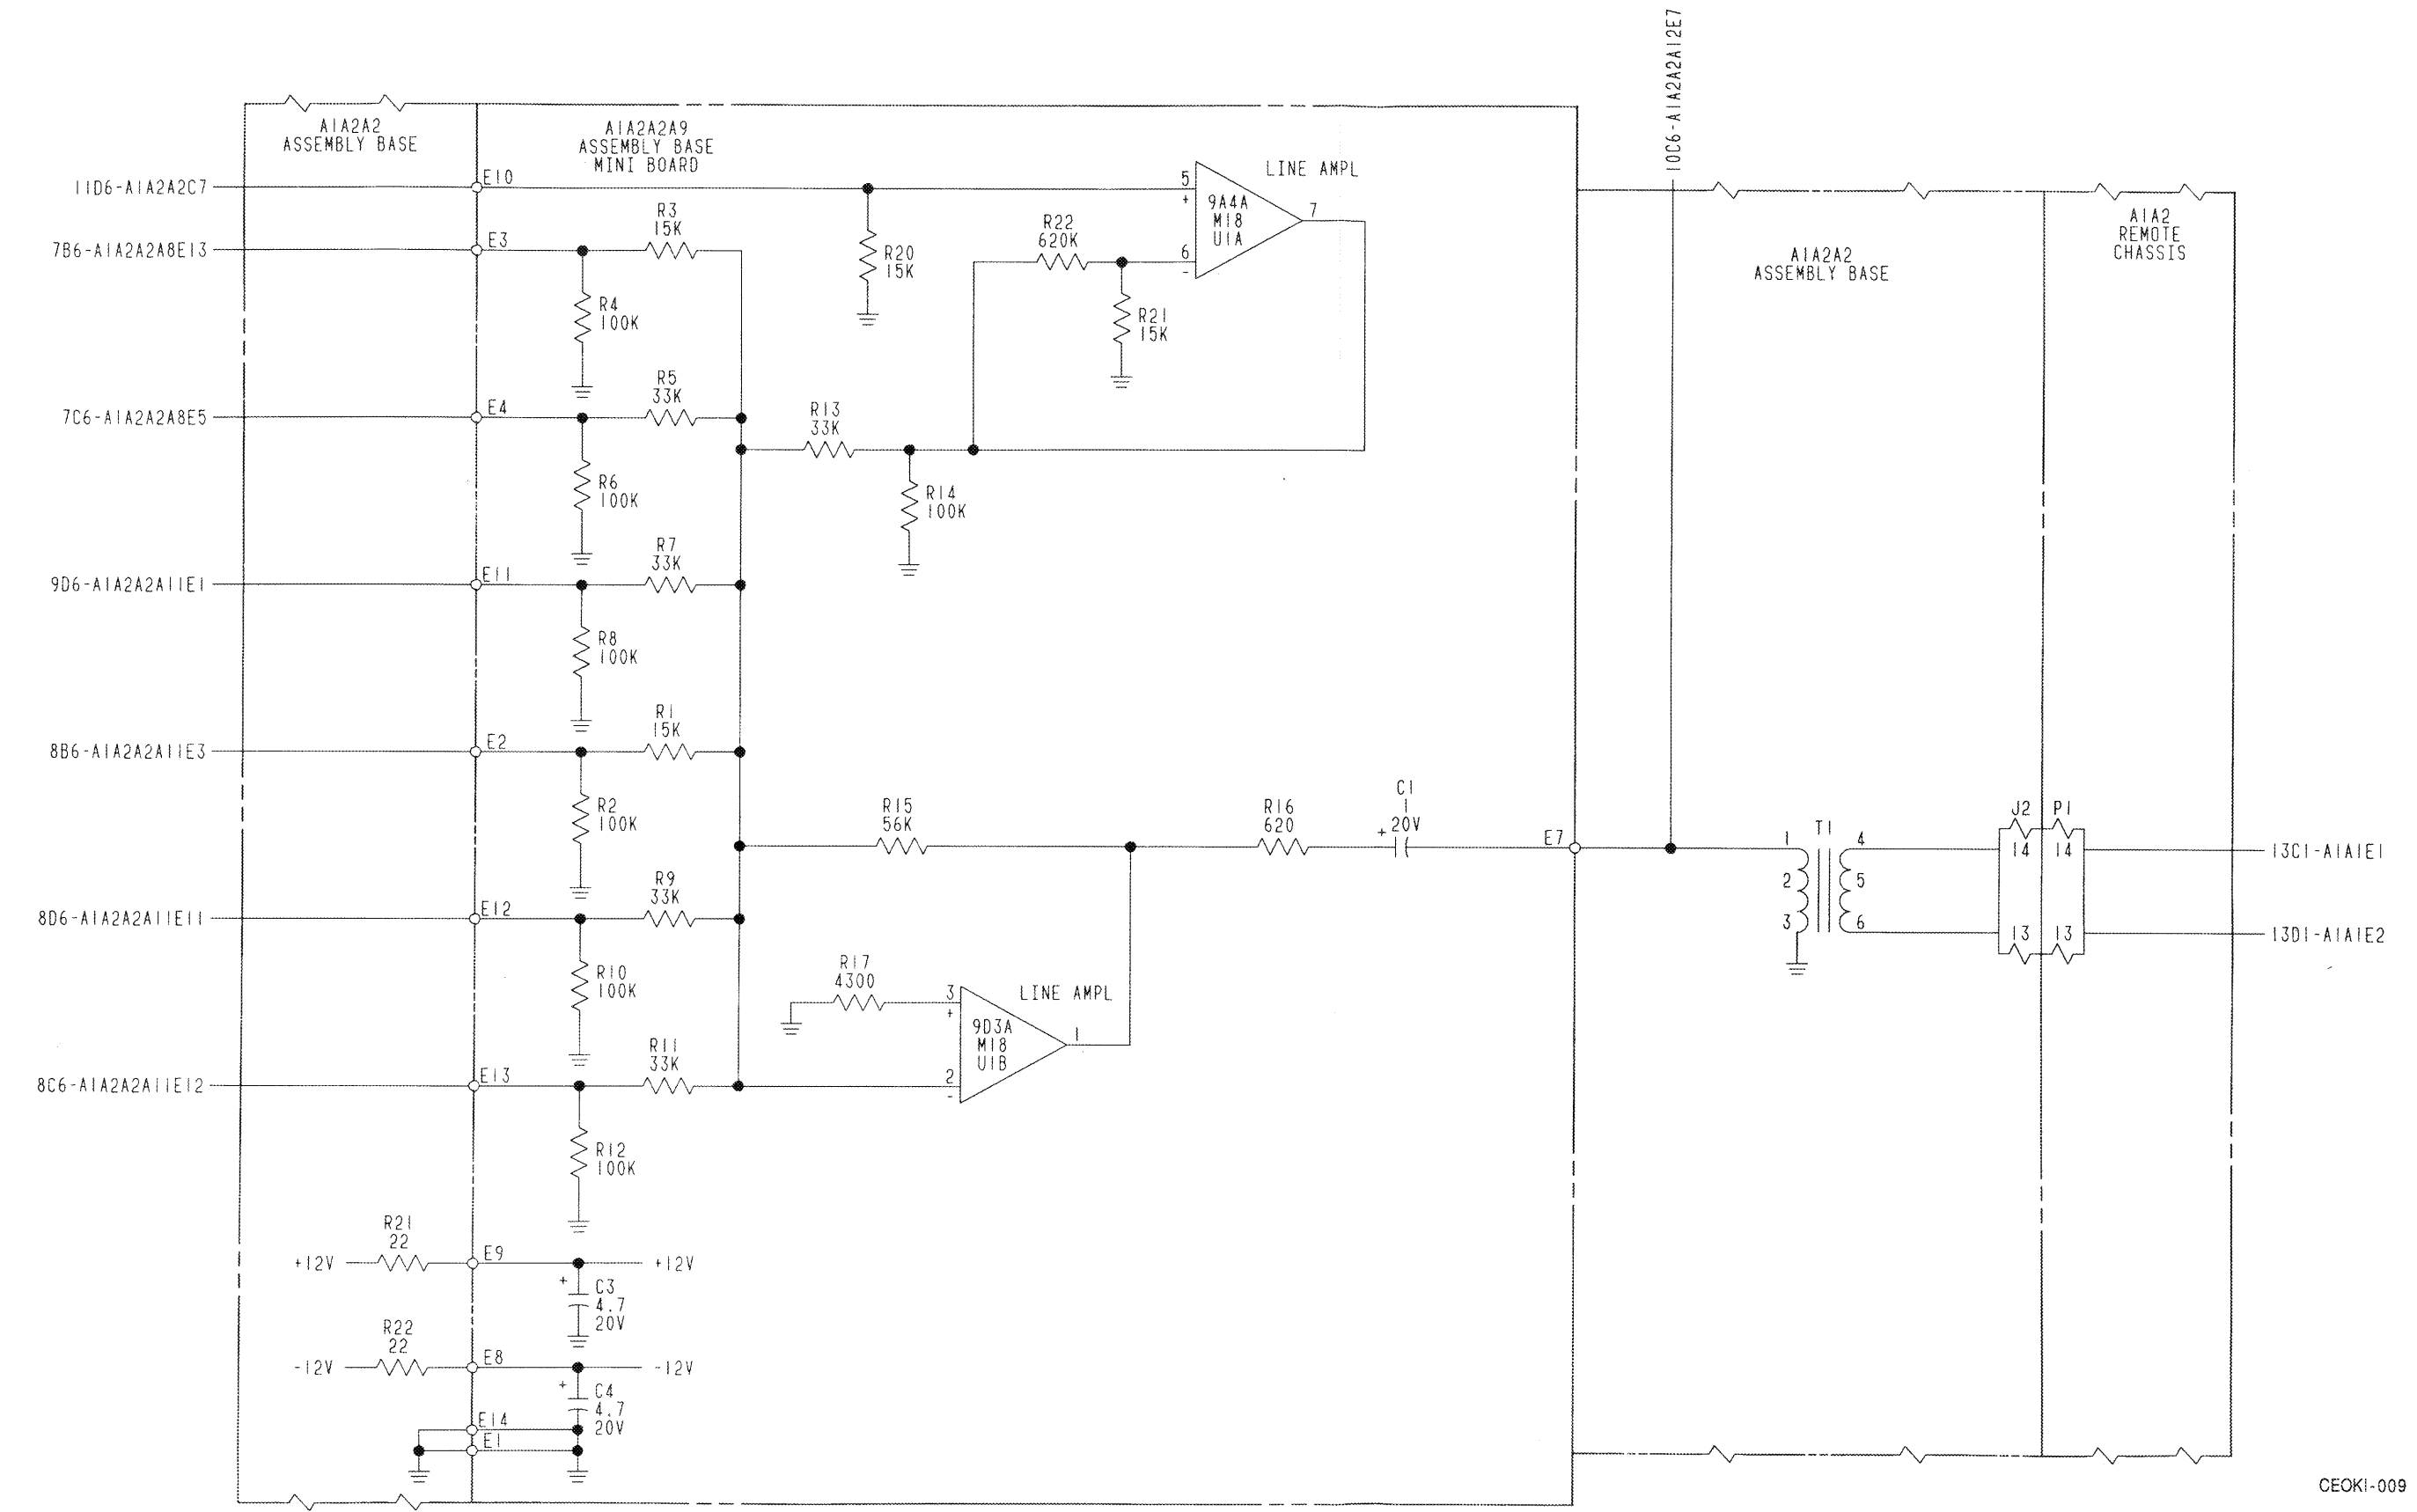 10C6-A1A2A2A12E7
A1A2A2
ASSEMBLY BASE
A1A2A2A9
ASSEMBLY BASE
MINI BOARD
11D6-A1A2A2C7
E10
5
+
LINE AMPL
9A4A
M18
U1A
7
6
-
R3
15K
7B6-A1A2A2A8E13
E3
R4
100K
R20
15K
R22
620K
R21
15K
A1A2A2
ASSEMBLY BASE
A1A2
REMOTE
CHASSIS
R5
33K
7C6-A1A2A2A8E5
E4
R13
33K
R6
100K
R14
100K
R7
33K
9D6-A1A2A2A11E1
E11
R8
100K
R1
15K
8B6-A1A2A2A11E3
E2
R2
100K
R15
56K
R16
620
C1
1
+
20V
E7
T1
1
2
3
4
5
6
J2
P1
14
14
13
13
13C1-A1A1E1
13D1-A1A1E2
R9
33K
8D6-A1A2A2A11E11
E12
R10
100K
R17
4300
3
+
LINE AMPL
9D3A
M18
U1B
1
2
-
R11
33K
8C6-A1A2A2A11E12
E13
R12
100K
R21
22
+12V
E9
+12V
+
C3
4.7
20V
R22
22
-12V
E8
-12V
+
C4
4.7
20V
E14
E1
CEOKI-009